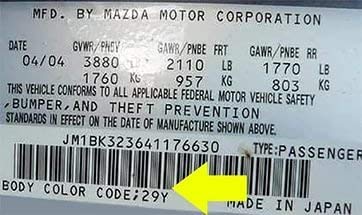 MFD. BY MAZDA MOTOR CORPORATION
DATE GVWR/PNBV GAWR/PNBE FRT GAWR/PNBE RR
04/04 3880 LB 2110 LB 1770 LB
1760 KG 957 KG 803 KG
THIS VEHICLE CONFORMS TO ALL APPLICABLE FEDERAL MOTOR VEHICLE SAFETY
,BUMPER,AND THEFT PREVENTION
STANDARDS IN EFFECT ON THE DATE OF MANUFACTURE SHOWN ABOVE.
JM1BK323641176630 TYPE:PASSENGER
BODY COLOR CODE;29Y MADE IN JAPAN